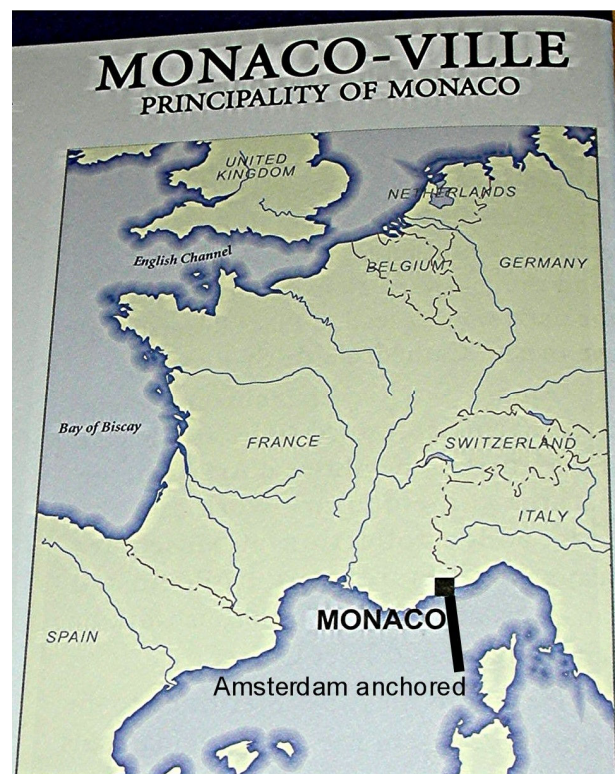 MONACO-VILLE
PRINCIPALITY OF MONACO
UNITED
KINGDOM
NETHERLANDS
English Channel
BELGIUM
GERMANY
Bay of Biscay
FRANCE
SWITZERLAND
ITALY
MONACO
SPAIN
Amsterdam anchored